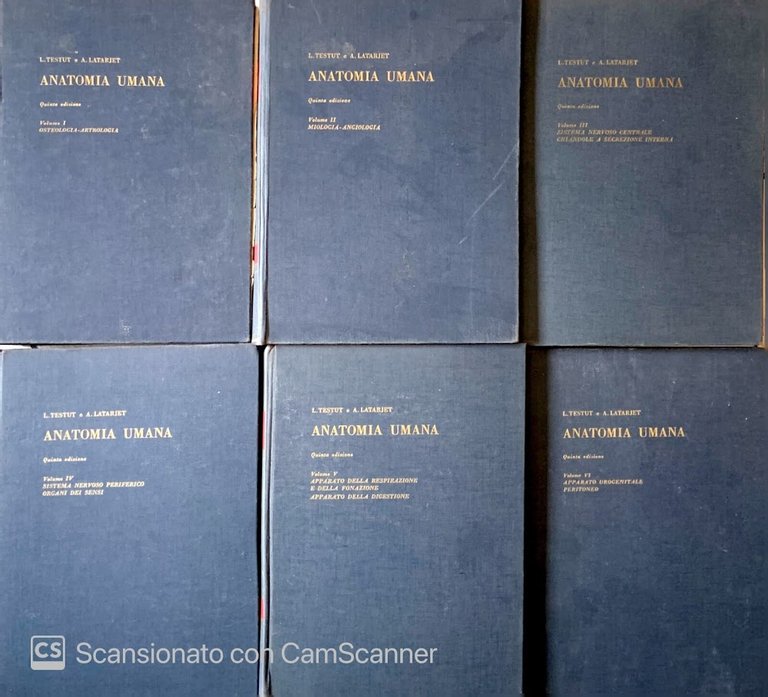 L. TESTUT e A. LATARJET
ANATOMIA UMANA
Quinta edizione
Volume I
OSTEOLOGIA-ARTROLOGIA
L. TESTUT e A. LATARJET
ANATOMIA UMANA
Quinta edizione
Volume II
MIOLOGIA-ANGIOLOGIA
L. TESTUT e A. LATARJET
ANATOMIA UMANA
Quinta edizione
Volume III
SISTEMA NERVOSO CENTRALE
GHIANDOLE A SECREZIONE INTERNA
L. TESTUT e A. LATARJET
ANATOMIA UMANA
Quinta edizione
Volume IV
SISTEMA NERVOSO PERIFERICO
ORGANI DEI SENSI
L. TESTUT e A. LATARJET
ANATOMIA UMANA
Quinta edizione
Volume V
APPARATO DELLA RESPIRAZIONE
E DELLA FONAZIONE
APPARATO DELLA DIGESTIONE
L. TESTUT e A. LATARJET
ANATOMIA UMANA
Quinta edizione
Volume VI
APPARATO UROGENITALE
PERITONEO
CS Scansionato con CamScanner